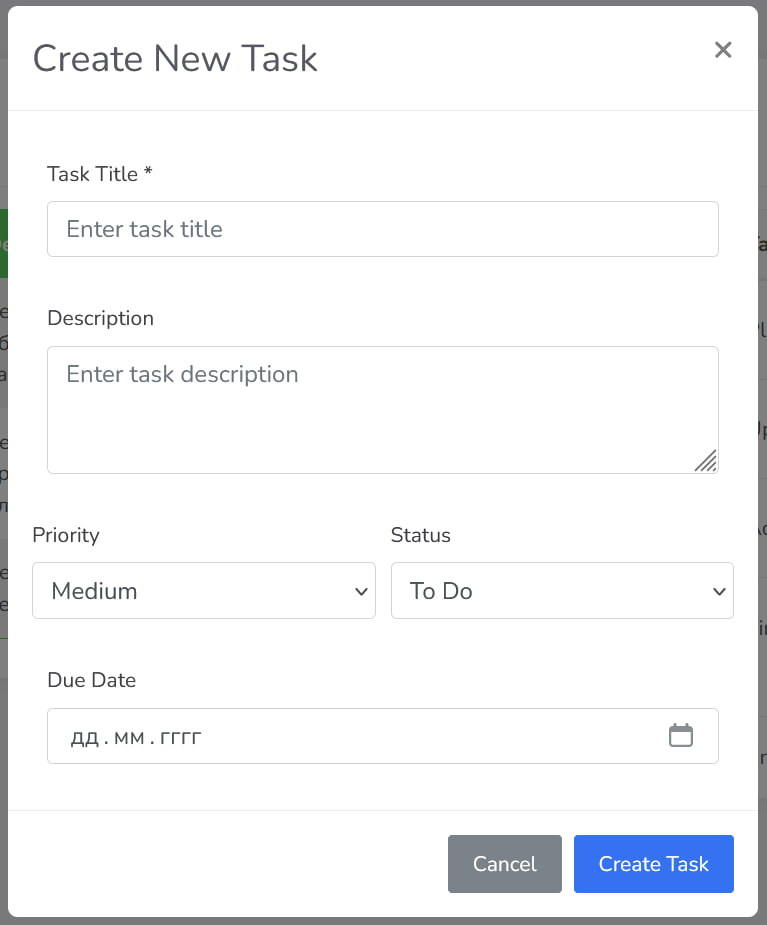 Create New Task
Task Title *
Enter task title
Description
Enter task description
Priority
Status
Medium
To Do
Due Date
дд . мм . гггг
Cancel
Create Task